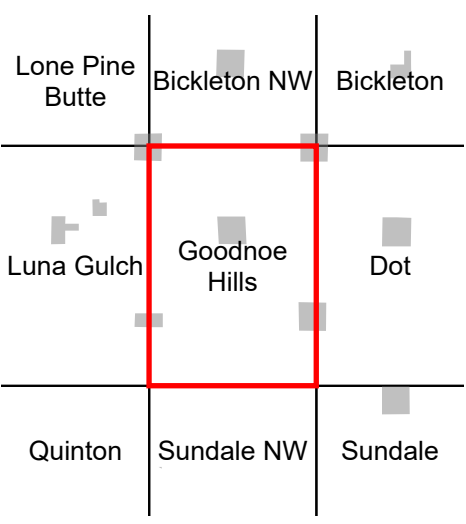 Lone Pine
Butte
Bickleton NW
Bickleton
Luna Gulch
Goodnoe
Hills
Dot
Quinton
Sundale NW
Sundale